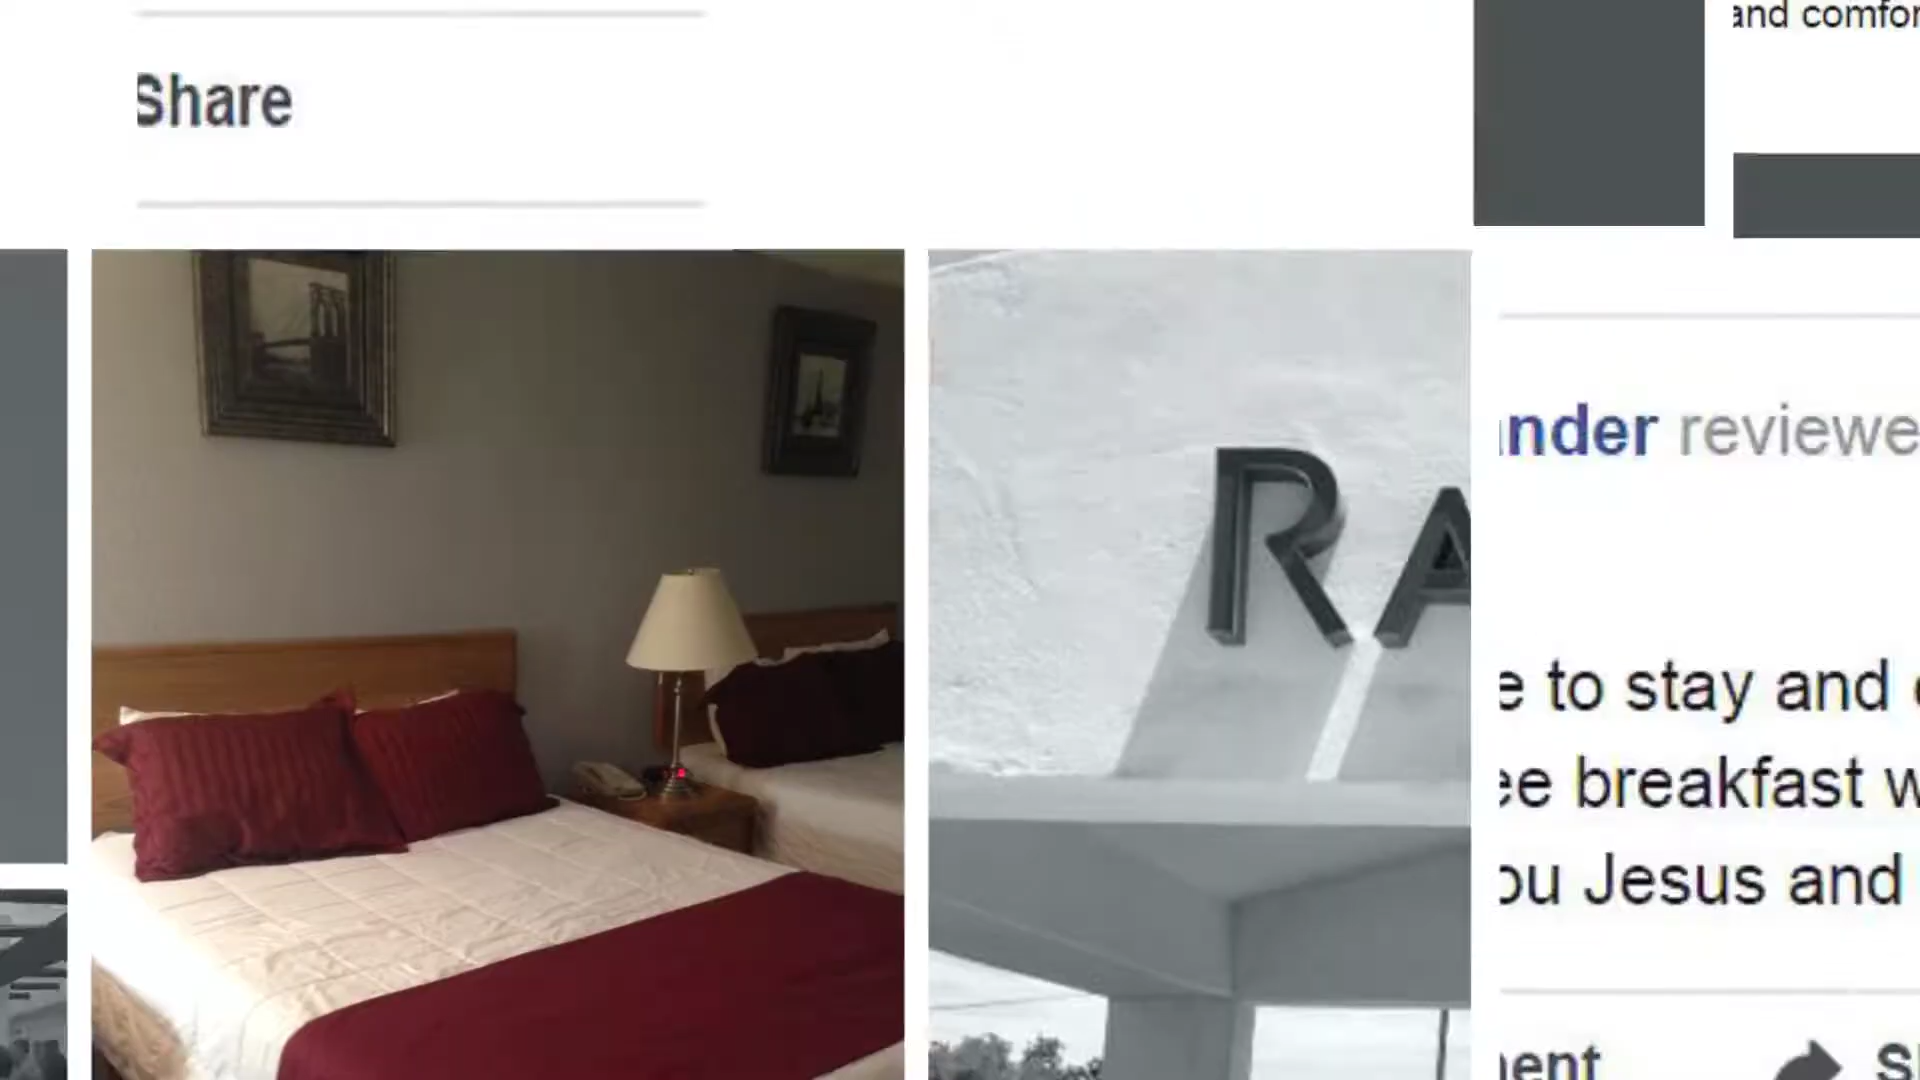 and comfor
Share
nder reviewe
RA
e to stay and
ee breakfast w
ou Jesus and
ent